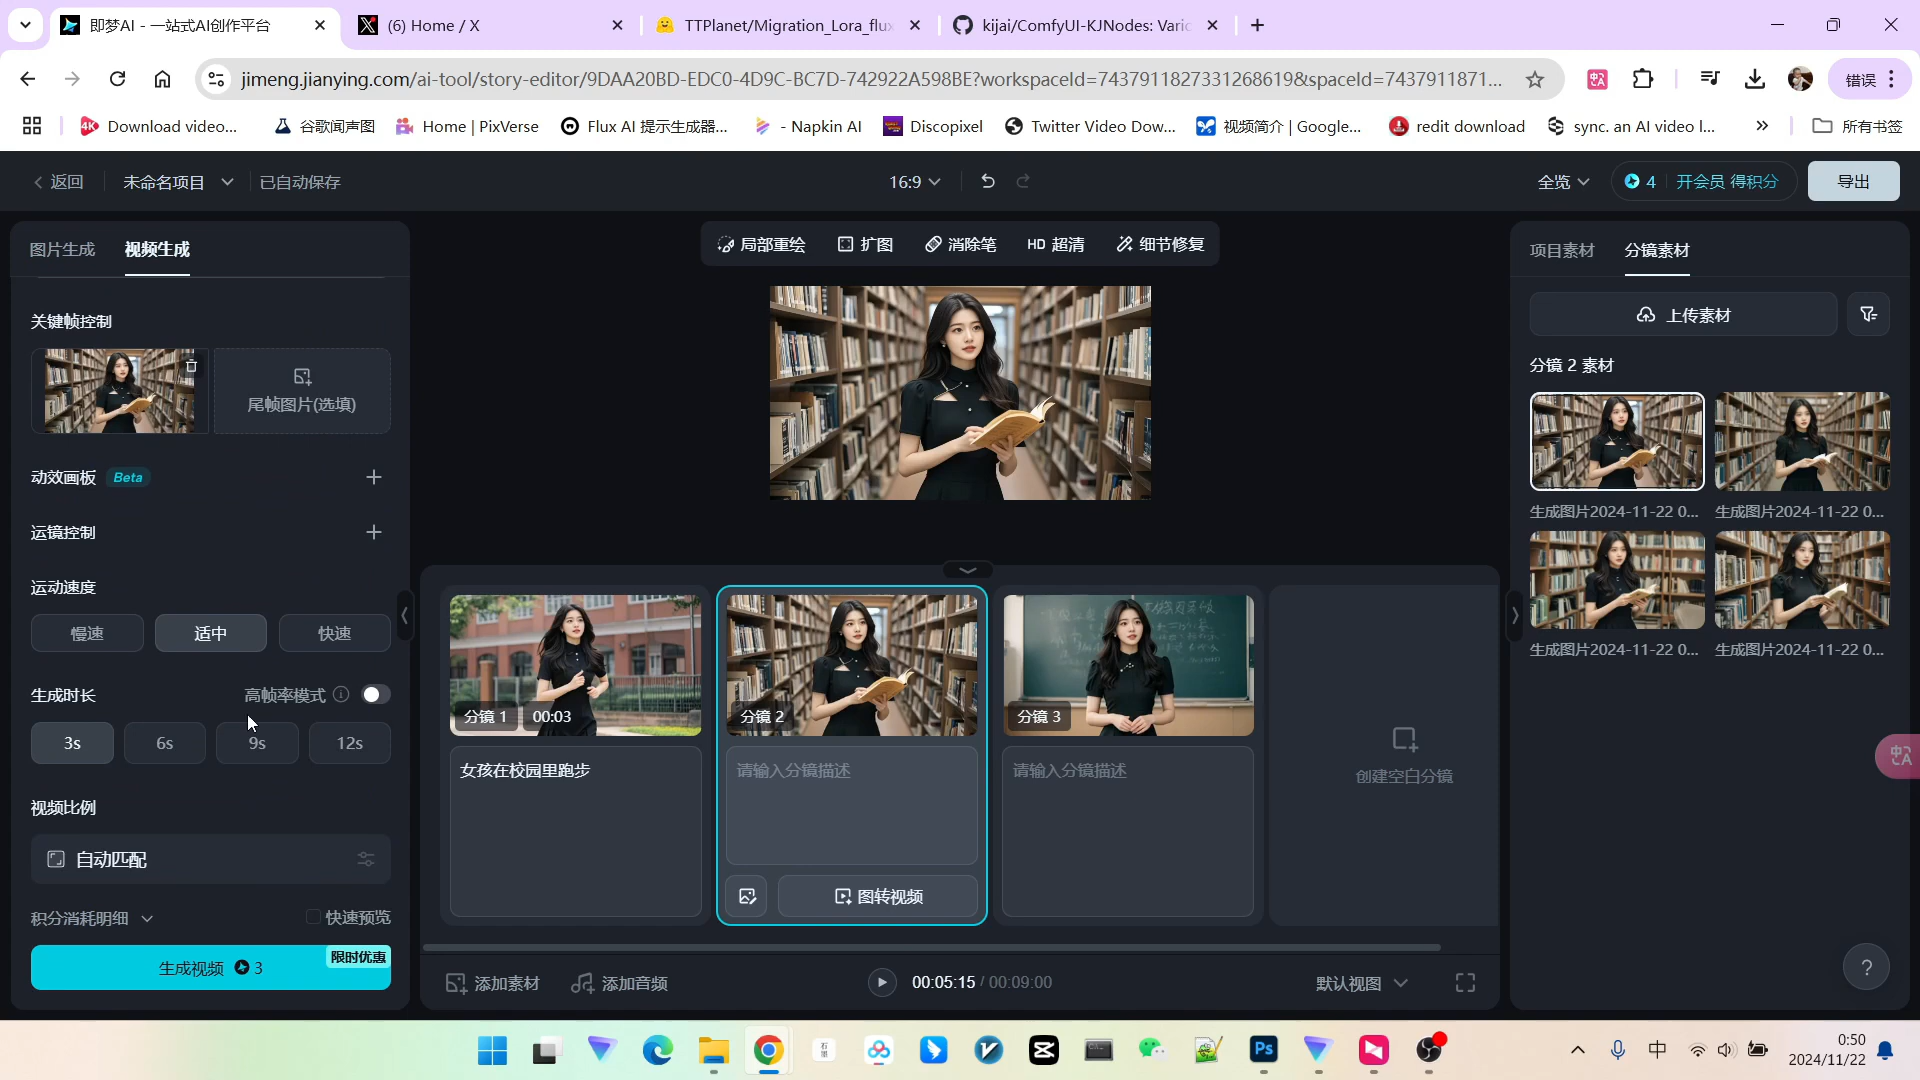 即梦AI - 一站式AI创作平台
(6) Home / X
TTPlanet/Migration_Lora_flux
kijai/ComfyUI-KJNodes: Vario
jimeng.jianying.com/ai-tool/story-editor/9DAA20BD-EDC0-4D9C-BC7D-742922A598BE?workspaceId=7437911827331268619&spaceId=7437911871...
错误
Download video...
谷歌闻声图
Home | PixVerse
Flux AI 提示生成器...
- Napkin AI
Discopixel
Twitter Video Dow...
视频简介 | Google...
redit download
sync. an AI video l...
所有书签
返回
未命名项目
已自动保存
16:9
全览
4
开会员 得积分
导出
图片生成
视频生成
局部重绘
扩图
消除笔
HD 超清
细节修复
项目素材
分镜素材
上传素材
关键帧控制
尾帧图片(选填)
分镜 2 素材
动效画板
Beta
运镜控制
生成图片2024-11-22 0...
生成图片2024-11-22 0...
运动速度
慢速
适中
快速
生成图片2024-11-22 0...
生成图片2024-11-22 0...
生成时长
高帧率模式
3s
6s
9s
12s
分镜 1
00:03
分镜 2
分镜 3
女孩在校园里跑步
请输入分镜描述
请输入分镜描述
创建空白分镜
视频比例
自动匹配
图转视频
积分消耗明细
快速预览
限时优惠
生成视频
3
添加素材
添加音频
00:05:15 / 00:09:00
默认视图
?
Ps
中
0:50
2024/11/22